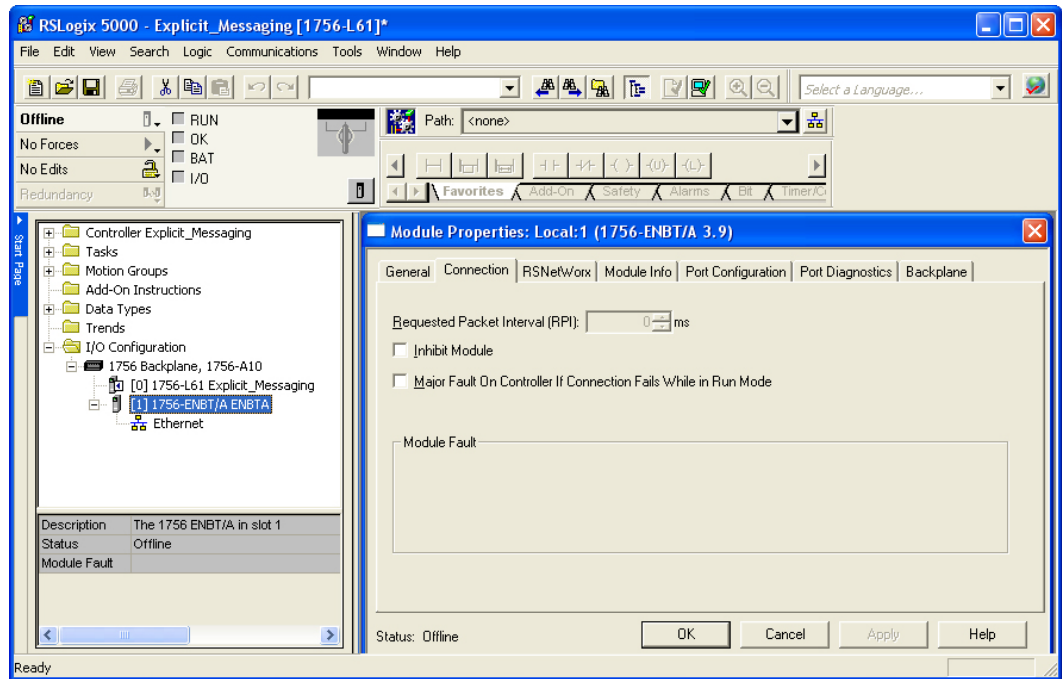 RSLogix 5000 - Explicit_Messaging [1756-L61]*
File Edit View Search Logic Communications Tools Window Help
Select a Language...
Offline
RUN
No Forces
OK
No Edits
BAT
Redundancy
I/O
Path: <none>
Favorites Add-On Safety Alarms Bit Timer/C
Start Page
Controller Explicit_Messaging
Tasks
Motion Groups
Add-On Instructions
Data Types
Trends
I/O Configuration
1756 Backplane, 1756-A10
[0] 1756-L61 Explicit_Messaging
[1] 1756-ENBT/A ENBTA
Ethernet
Description The 1756 ENBT/A in slot 1
Status Offline
Module Fault
Module Properties: Local:1 (1756-ENBT/A 3.9)
General Connection RSNetWorx Module Info Port Configuration Port Diagnostics Backplane
Requested Packet Interval (RPI): 0 ms
Inhibit Module
Major Fault On Controller If Connection Fails While in Run Mode
Module Fault
Status: Offline
OK Cancel Apply Help
Ready